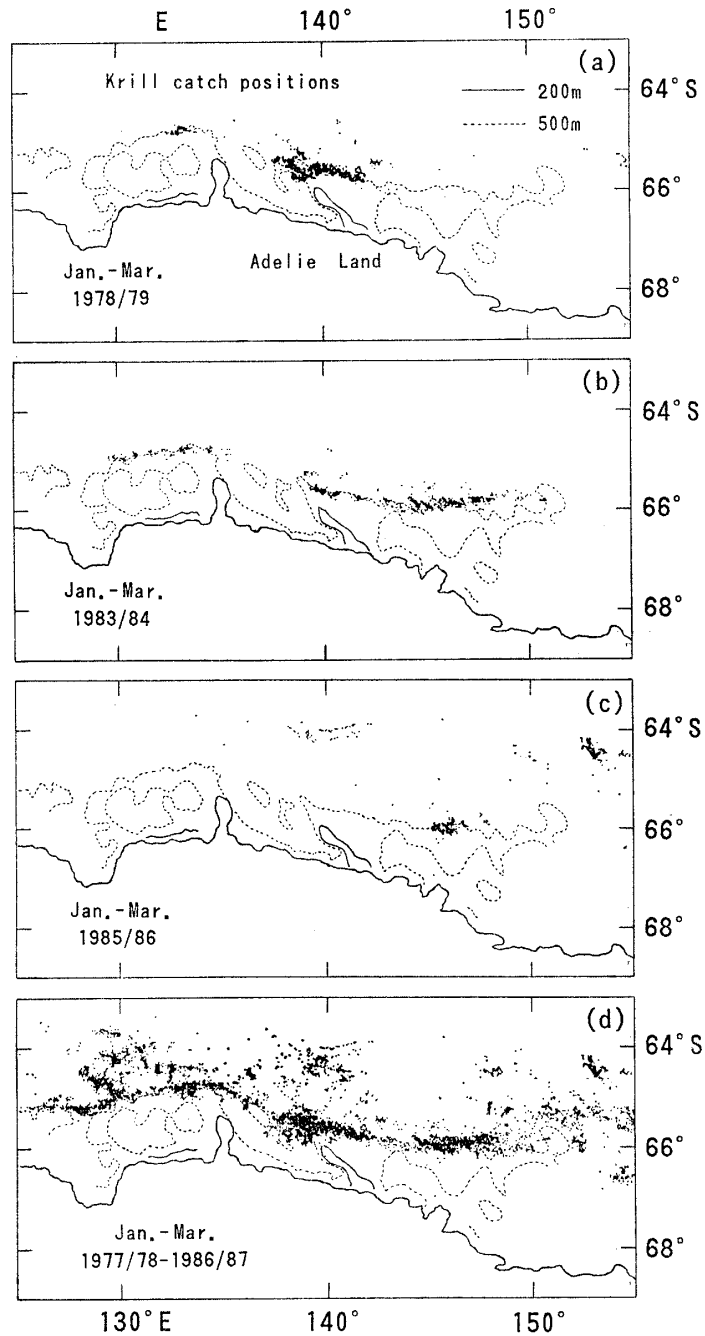 E 140° 150°
(a)
Krill catch positions
200m
500m
64°S
66°
68°
Adelie Land
Jan.-Mar.
1978/79
(b)
64°S
66°
68°
Jan.-Mar.
1983/84
(c)
64°S
66°
68°
Jan.-Mar.
1985/86
(d)
64°S
66°
68°
Jan.-Mar.
1977/78-1986/87
130°E 140° 150°